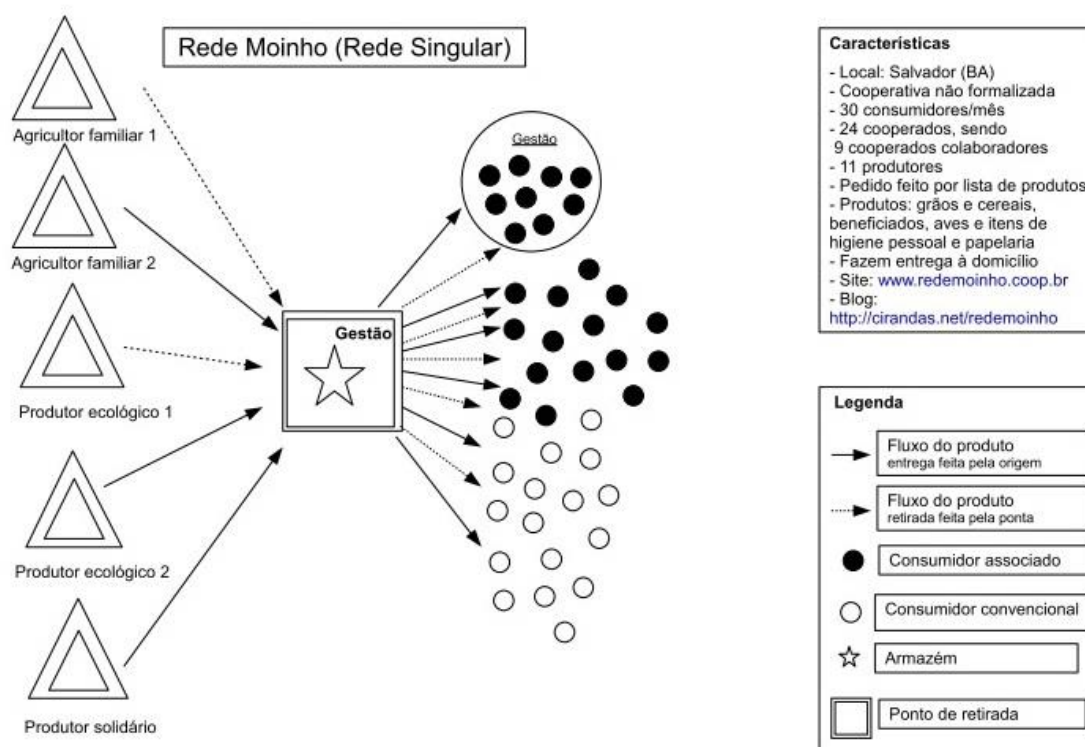 Rede Moinho (Rede Singular)
Agricultor familiar 1
Agricultor familiar 2
Produtor ecológico 1
Produtor ecológico 2
Produtor solidário
Gestão
Gestão
Características
- Local: Salvador (BA)
- Cooperativa não formalizada
- 30 consumidores/mês
- 24 cooperados, sendo
9 cooperados colaboradores
- 11 produtores
- Pedido feito por lista de produtos
- Produtos: grãos e cereais,
beneficiados, aves e itens de
higiene pessoal e papelaria
- Fazem entrega à domicílio
- Site: www.redemoinho.coop.br
- Blog:
http://cirandas.net/redemoinho
Legenda
Fluxo do produto
entrega feita pela origem
Fluxo do produto
retirada feita pela ponta
Consumidor associado
Consumidor convencional
Armazém
Ponto de retirada